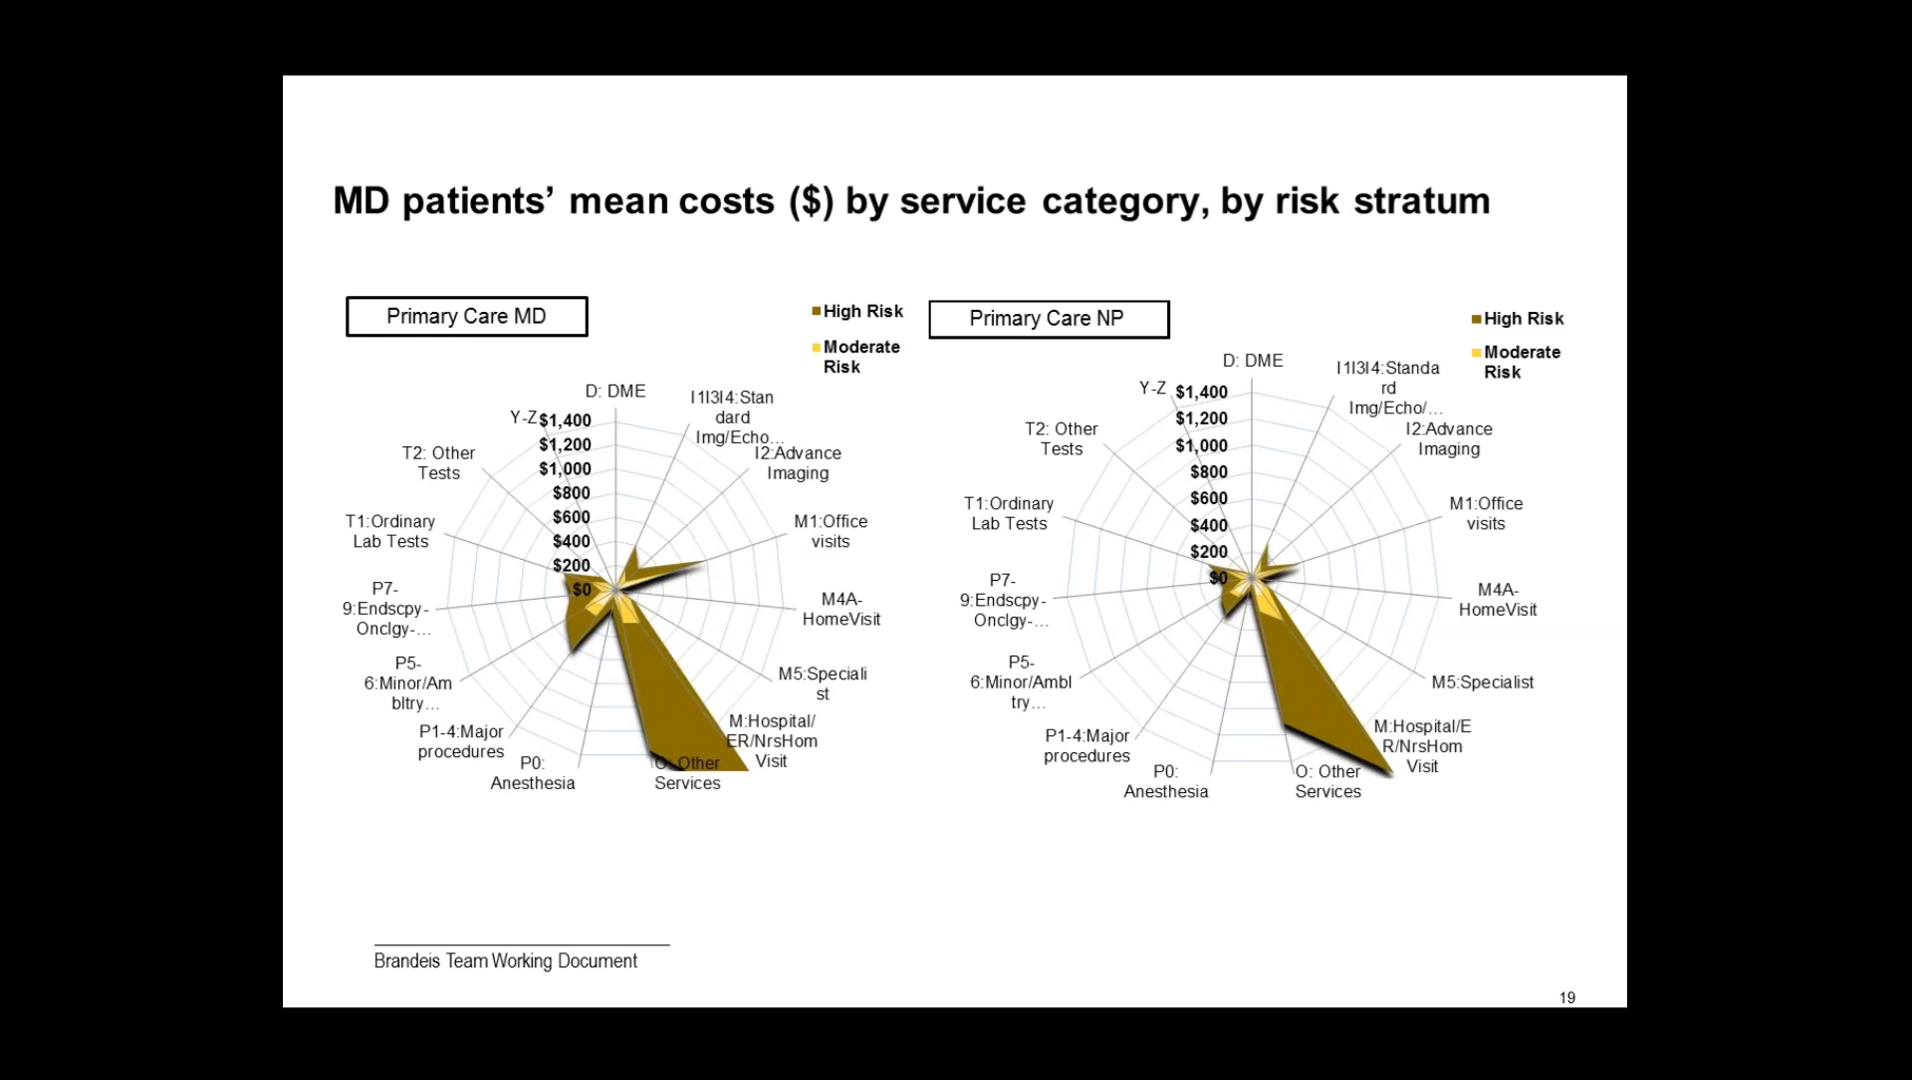 MD patients’ mean costs ($) by service category, by risk stratum
Primary Care MD
High Risk
Moderate
Risk
D: DME
I1I3I4:Stan
dard
Img/Echo...
I2:Advance
Imaging
M1:Office
visits
M4A-
HomeVisit
M5:Speciali
st
M:Hospital/
ER/NrsHom
Visit
O: Other
Services
P0:
Anesthesia
P1-4:Major
procedures
P5-
6:Minor/Am
bltry...
P7-
9:Endscpy-
Onclgy-...
T1:Ordinary
Lab Tests
T2: Other
Tests
Y-Z
$1,400
$1,200
$1,000
$800
$600
$400
$200
$0
Primary Care NP
High Risk
Moderate
Risk
D: DME
I1I3I4:Standa
rd
Img/Echo/...
I2:Advance
Imaging
M1:Office
visits
M4A-
HomeVisit
M5:Specialist
M:Hospital/E
R/NrsHom
Visit
O: Other
Services
P0:
Anesthesia
P1-4:Major
procedures
P5-
6:Minor/Ambl
try...
P7-
9:Endscpy-
Onclgy-...
T1:Ordinary
Lab Tests
T2: Other
Tests
Y-Z
$1,400
$1,200
$1,000
$800
$600
$400
$200
$0
Brandeis Team Working Document
19